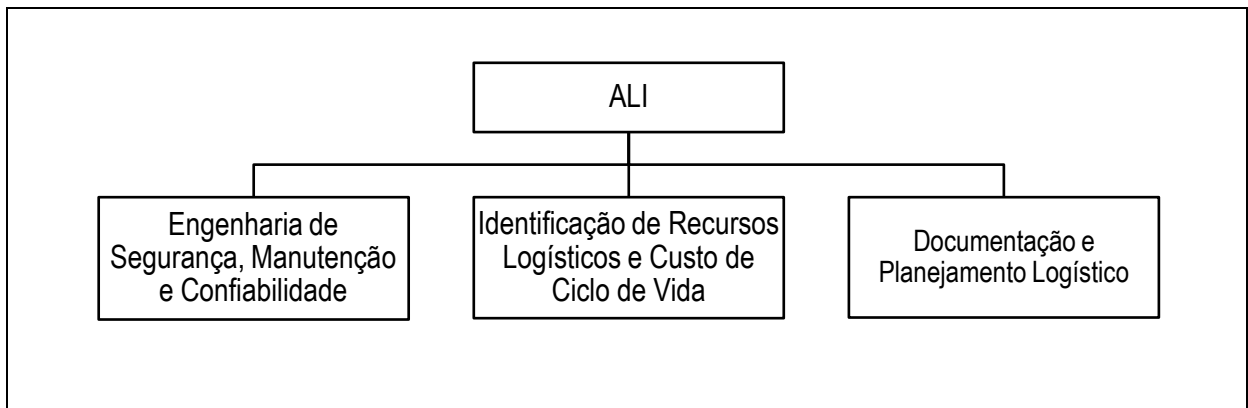 ALI
Engenharia de
Segurança, Manutenção
e Confiabilidade
Identificação de Recursos
Logísticos e Custo de
Ciclo de Vida
Documentação e
Planejamento Logístico